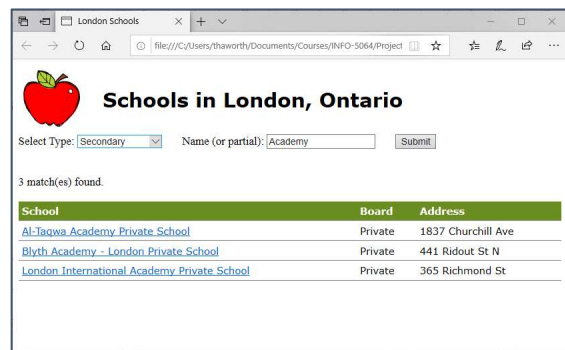 London Schools
file:///C:/Users/thaworth/Documents/Courses/INFO-5064/Project
Schools in London, Ontario
Select Type: Secondary Name (or partial): Academy Submit
3 match(es) found.
School Board Address
Al-Taqwa Academy Private School Private 1837 Churchill Ave
Blyth Academy - London Private School Private 441 Ridout St N
London International Academy Private School Private 365 Richmond St